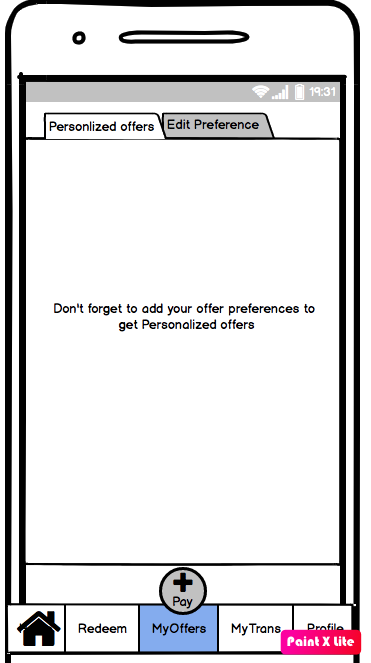 19:31
Personlized offers
Edit Preference
Don't forget to add your offer preferences to
get Personalized offers
Pay
Redeem
MyOffers
MyTrans
Profile
Paint X Lite